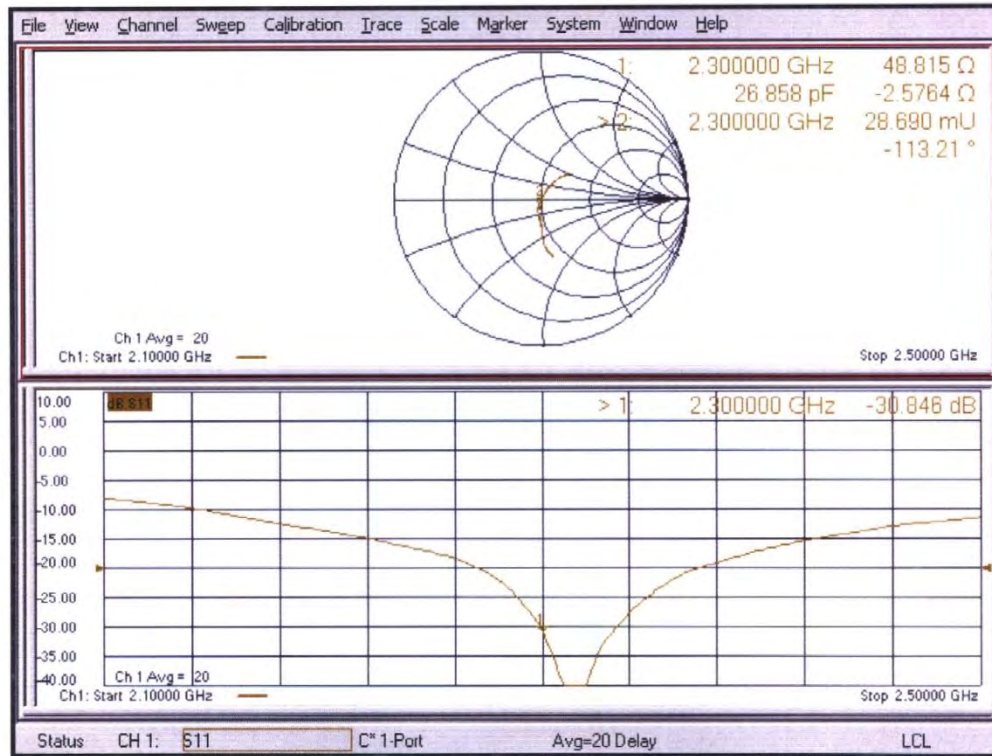 File View Channel Sweep Calibration Trace Scale Marker System Window Help
1: 2.300000 GHz 48.815 Ω
26.858 pF -2.5764 Ω
> 2: 2.300000 GHz 28.690 mU
-113.21 °
Ch 1 Avg = 20
Ch1: Start 2.10000 GHz
Stop 2.50000 GHz
10.00
dB S11
> 1: 2.300000 GHz -30.846 dB
5.00
0.00
-5.00
-10.00
-15.00
-20.00
-25.00
1
-30.00
-35.00
-40.00
Ch 1 Avg = 20
Ch1: Start 2.10000 GHz
Stop 2.50000 GHz
Status CH 1: S11 C* 1-Port Avg=20 Delay LCL